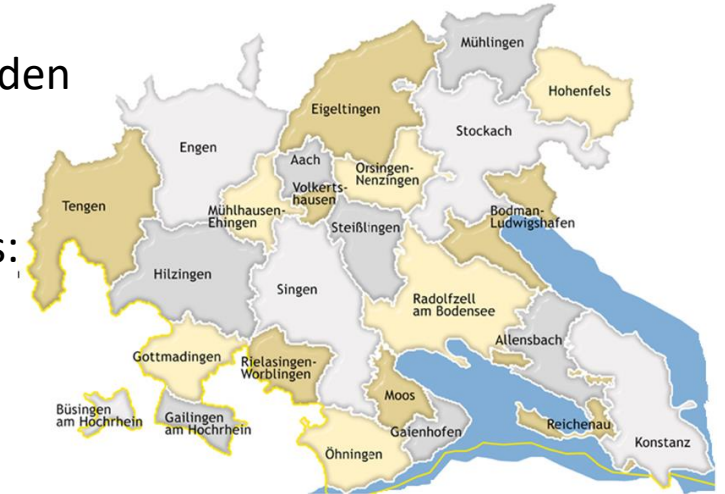 den
s:
Mühlingen
Hohenfels
Eigeltingen
Stockach
Engen
Aach
Orsingen-
Nenzingen
Volkerts-
hausen
Tengen
Mühlhausen-
Ehingen
Bodman-
Ludwigshafen
Steißlingen
Hilzingen
Singen
Radolfzell
am Bodensee
Allensbach
Gottmadingen
Rielasingen-
Worblingen
Moos
Büsingen
am Hochrhein
Gailingen
am Hochrhein
Gaienhofen
Reichenau
Konstanz
Öhningen